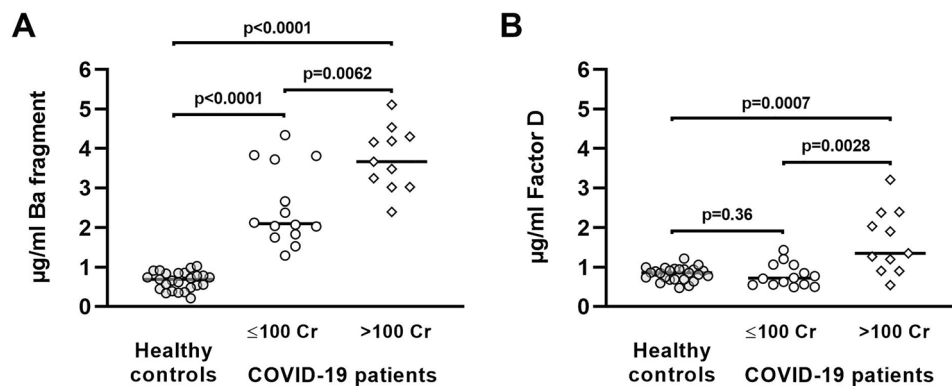 A
µg/ml Ba fragment
6
5
4
3
2
1
0
p<0.0001
p=0.0062
p<0.0001
≤100 Cr
>100 Cr
Healthy
controls
COVID-19 patients
B
µg/ml Factor D
6
5
4
3
2
1
0
p=0.0007
p=0.0028
p=0.36
≤100 Cr
>100 Cr
Healthy
controls
COVID-19 patients